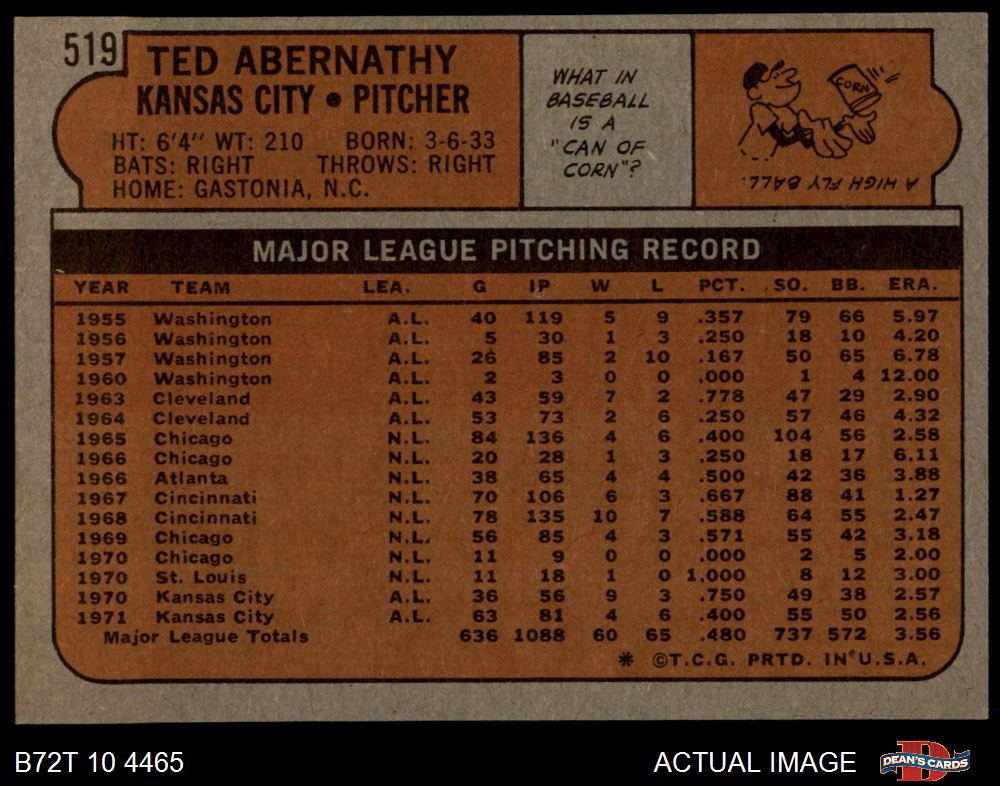 519
TED ABERNATHY
KANSAS CITY • PITCHER
HT: 6'4" WT: 210 BORN: 3-6-33
BATS: RIGHT THROWS: RIGHT
HOME: GASTONIA, N.C.
WHAT IN
BASEBALL
IS A
"CAN OF
CORN"?
CORN
A HIGH FLY BALL.
MAJOR LEAGUE PITCHING RECORD
YEAR TEAM LEA. G IP W L PCT. SO. BB. ERA.
1955 Washington A.L. 40 119 5 9 .357 79 66 5.97
1956 Washington A.L. 5 30 1 3 .250 18 10 4.20
1957 Washington A.L. 26 85 2 10 .167 50 65 6.78
1960 Washington A.L. 2 3 0 0 .000 1 4 12.00
1963 Cleveland A.L. 43 59 7 2 .778 47 29 2.90
1964 Cleveland A.L. 53 73 2 6 .250 57 46 4.32
1965 Chicago N.L. 84 136 4 6 .400 104 56 2.58
1966 Chicago N.L. 20 28 1 3 .250 18 17 6.11
1966 Atlanta N.L. 38 65 4 4 .500 42 36 3.88
1967 Cincinnati N.L. 70 106 6 3 .667 88 41 1.27
1968 Cincinnati N.L. 78 135 10 7 .588 64 55 2.47
1969 Chicago N.L. 56 85 4 3 .571 55 42 3.18
1970 Chicago N.L. 11 9 0 0 .000 2 5 2.00
1970 St. Louis N.L. 11 18 1 0 1.000 8 12 3.00
1970 Kansas City A.L. 36 56 9 3 .750 49 38 2.57
1971 Kansas City A.L. 63 81 4 6 .400 55 50 2.56
Major League Totals 636 1088 60 65 .480 737 572 3.56
* ©T.C.G. PRTD. IN U.S.A.
B72T 10 4465 ACTUAL IMAGE D DEAN'S CARDS